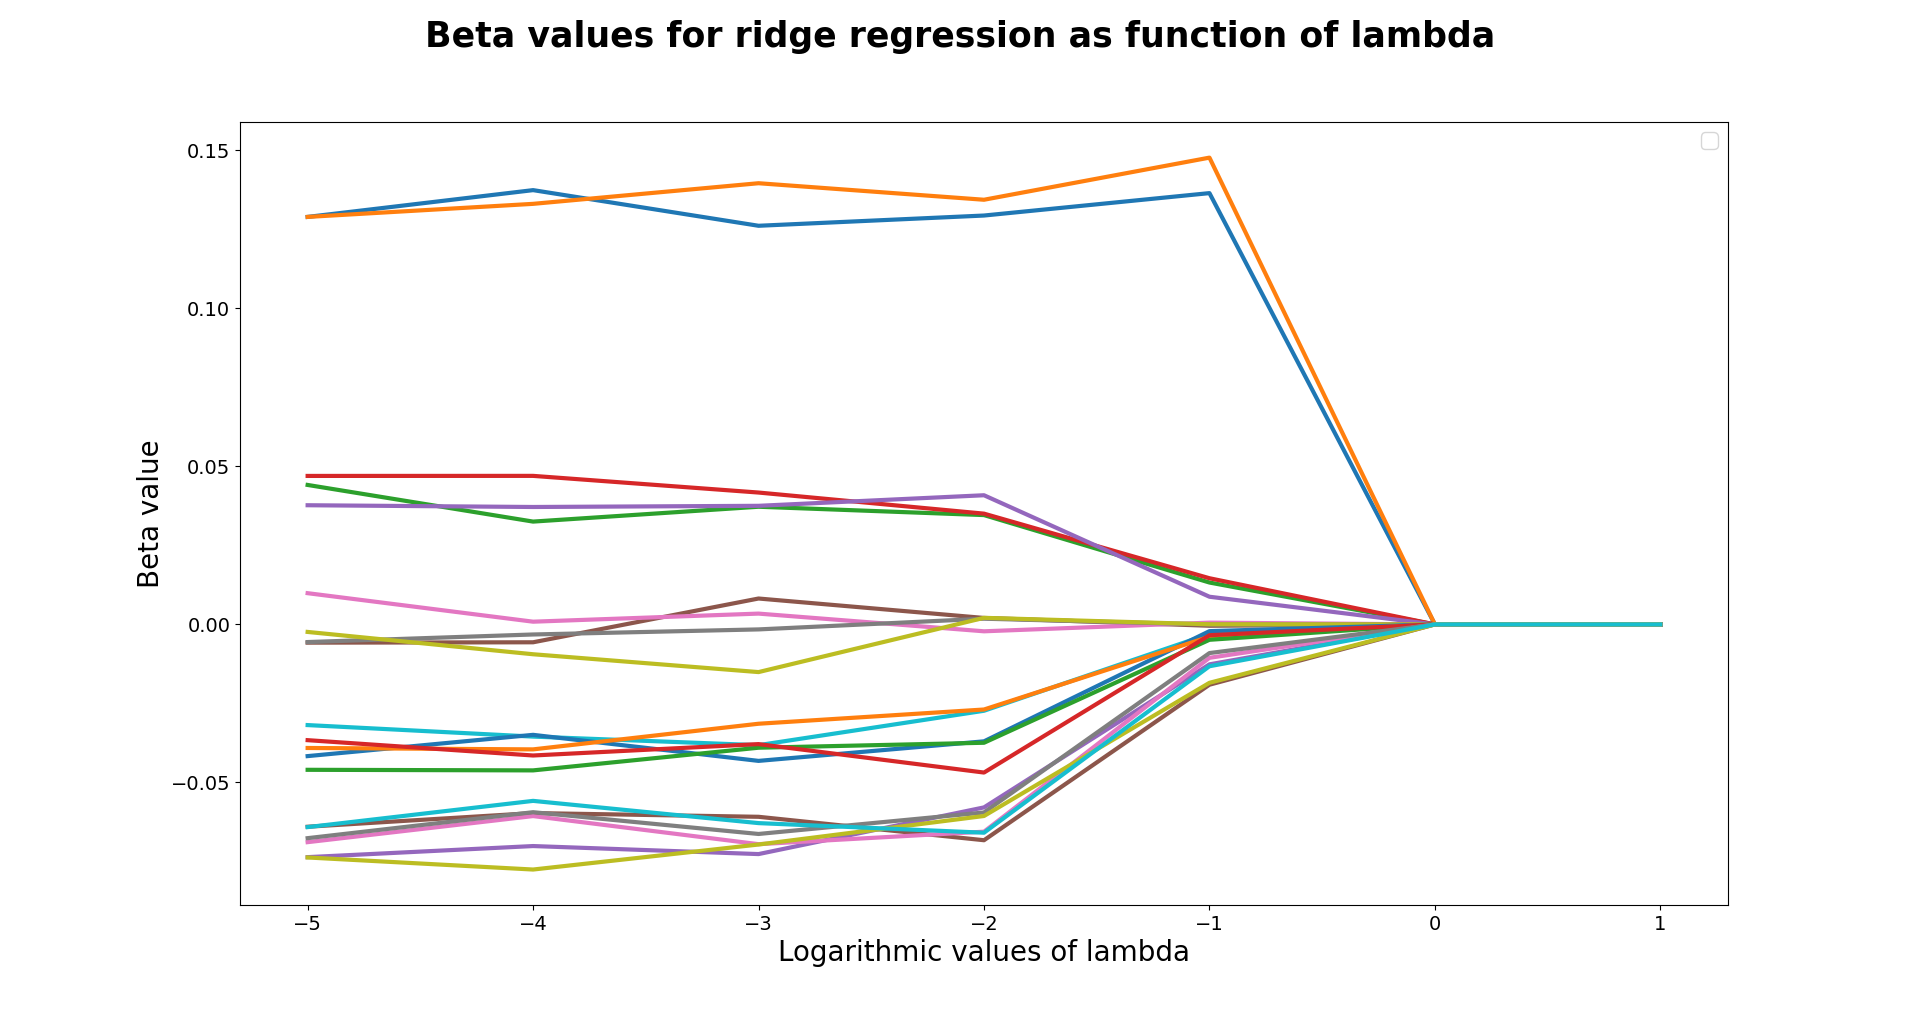 Beta values for ridge regression as function of lambda
0.15
0.10
0.05
0.00
−0.05
Beta value
−5 −4 −3 −2 −1 0 1
Logarithmic values of lambda